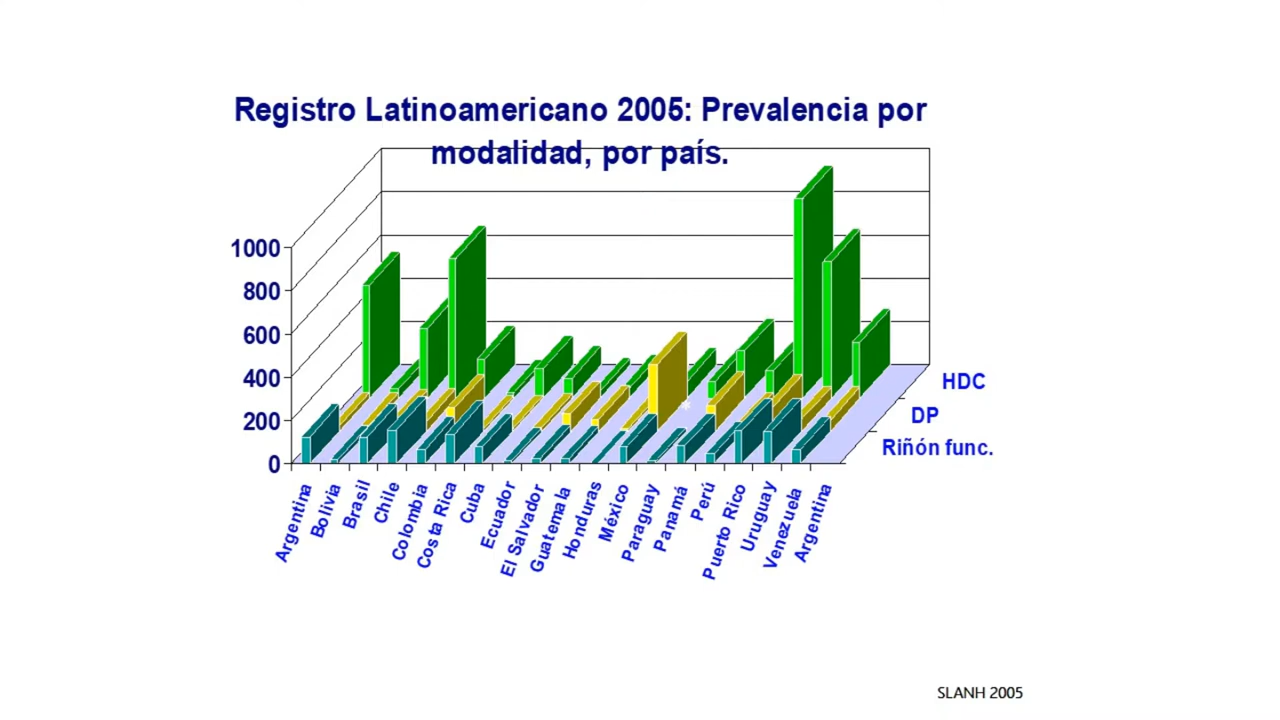 Registro Latinoamericano 2005: Prevalencia por
modalidad, por país.
1000
800
600
400
200
0
HDC
DP
Riñón func.
Argentina
Bolivia
Brasil
Chile
Colombia
Costa Rica
Cuba
Ecuador
El Salvador
Guatemala
Honduras
México
Paraguay
Panamá
Perú
Puerto Rico
Uruguay
Venezuela
Argentina
SLANH 2005